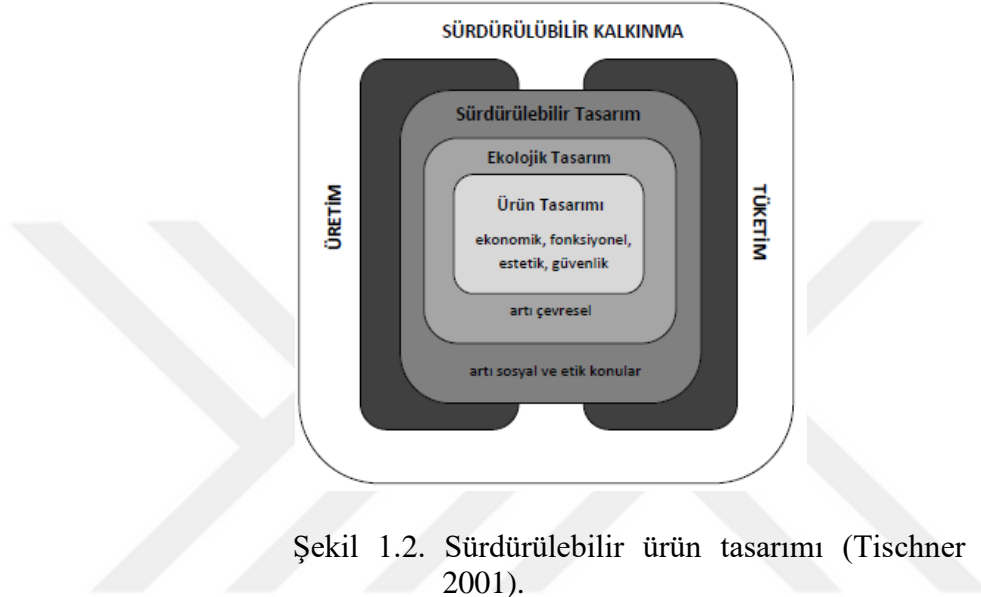 SÜRDÜRÜLÜBİLİR KALKINMA
Sürdürülebilir Tasarım
Ekolojik Tasarım
Ürün Tasarımı
ekonomik, fonksiyonel,
estetik, güvenlik
artı çevresel
artı sosyal ve etik konular
ÜRETİM
TÜKETİM
Şekil 1.2. Sürdürülebilir ürün tasarımı (Tischner
2001).